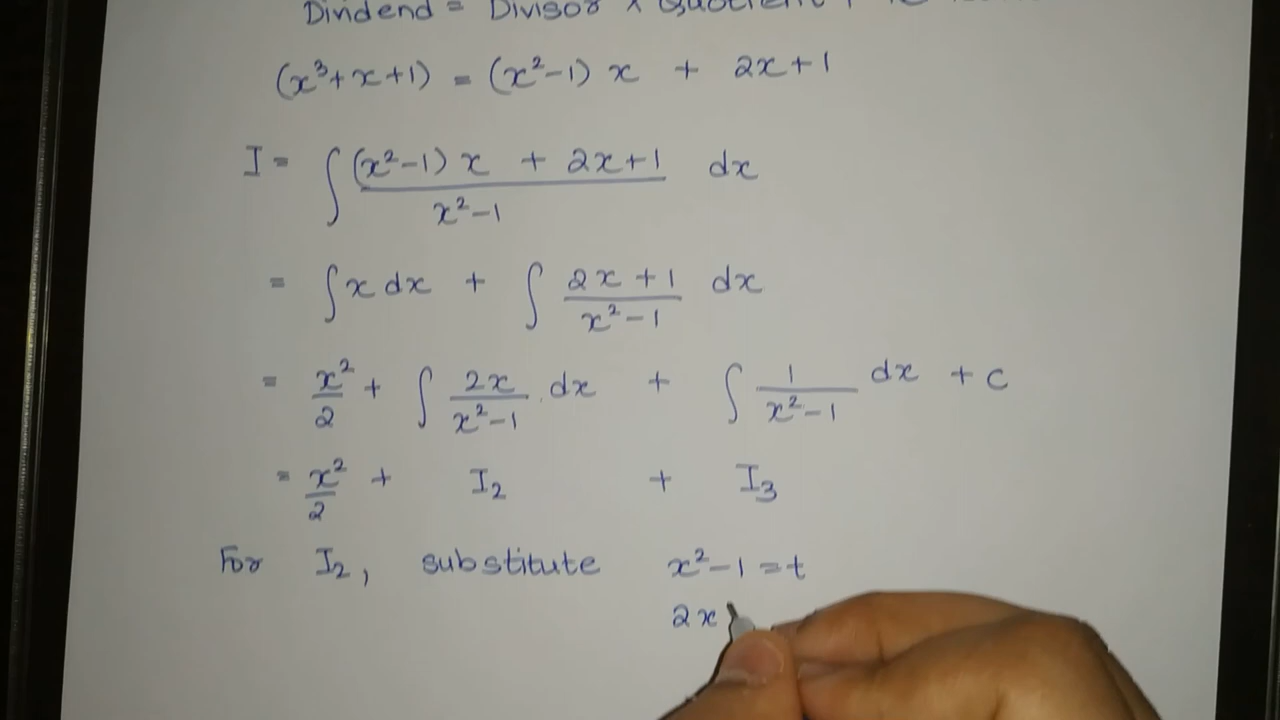 Dividend = Divisor × Quotient +
(x³+x+1) = (x²-1) x + 2x+1
I = ∫ (x²-1) x + 2x+1 / x²-1 dx
= ∫ x dx + ∫ 2x+1 / x²-1 dx
= x²/2 + ∫ 2x / x²-1 . dx + ∫ 1 / x²-1 dx + c
= x²/2 + I₂ + I₃
For I₂, substitute x²-1 = t
2x